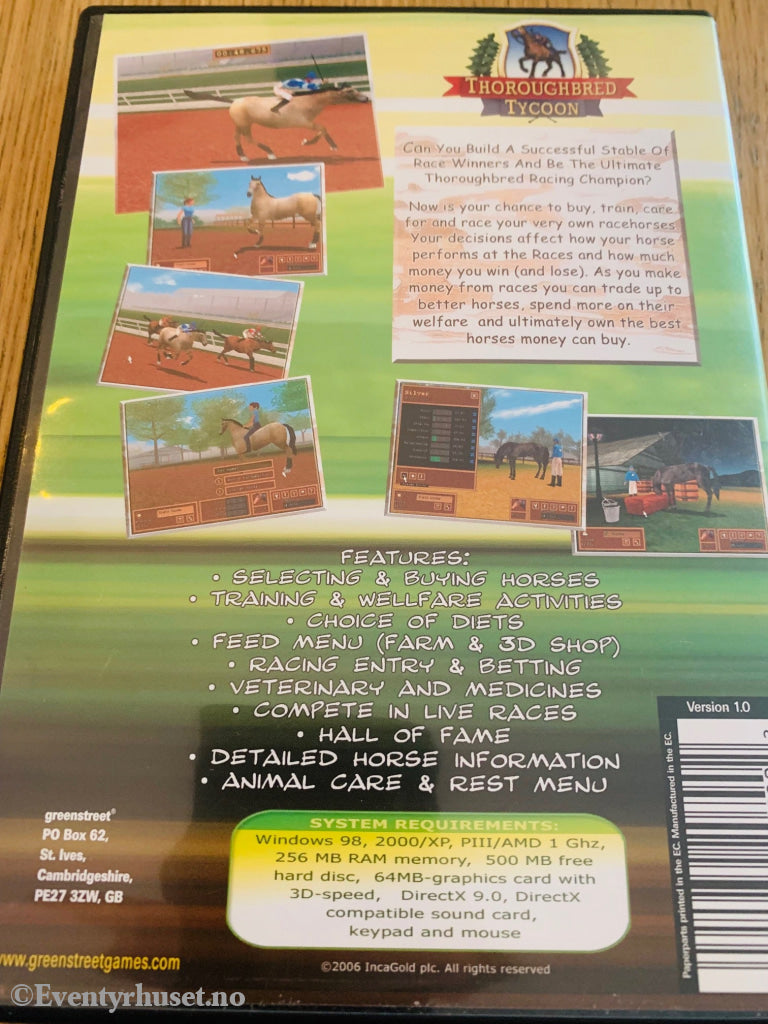 00:48.675
THOROUGHBRED
TYCOON
Can You Build A Successful Stable Of
Race Winners And Be The Ultimate
Thoroughbred Racing Champion?
Now is your chance to buy, train, care
for and race your very own racehorses.
Your decisions affect how your horse
performs at the Races and how much
money you win (and lose). As you make
money from races you can trade up to
better horses, spend more on their
welfare and ultimately own the best
horses money can buy.
Silver
FEATURES:
• SELECTING & BUYING HORSES
• TRAINING & WELLFARE ACTIVITIES
• CHOICE OF DIETS
• FEED MENU (FARM & 3D SHOP)
• RACING ENTRY & BETTING
• VETERINARY AND MEDICINES
• COMPETE IN LIVE RACES
• HALL OF FAME
• DETAILED HORSE INFORMATION
• ANIMAL CARE & REST MENU
greenstreet®
PO Box 62,
St. Ives,
Cambridgeshire,
PE27 3ZW, GB
www.greenstreetgames.com
SYSTEM REQUIREMENTS:
Windows 98, 2000/XP, PIII/AMD 1 Ghz,
256 MB RAM memory, 500 MB free
hard disc, 64MB-graphics card with
3D-speed, DirectX 9.0, DirectX
compatible sound card,
keypad and mouse
©2006 IncaGold plc. All rights reserved
Version 1.0
Paperparts printed in the EC. Manufactured in the EC.
©Eventyrhuset.no